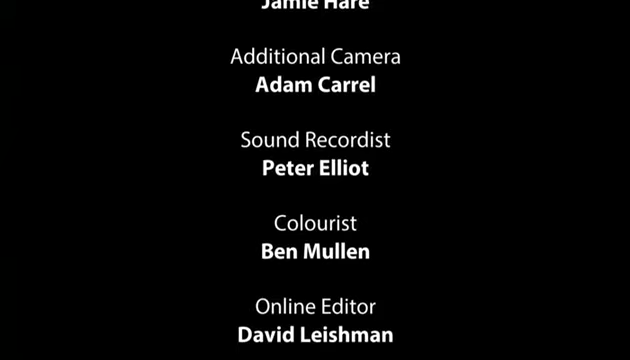 Jamie Hare
Additional Camera
Adam Carrel
Sound Recordist
Peter Elliot
Colourist
Ben Mullen
Online Editor
David Leishman